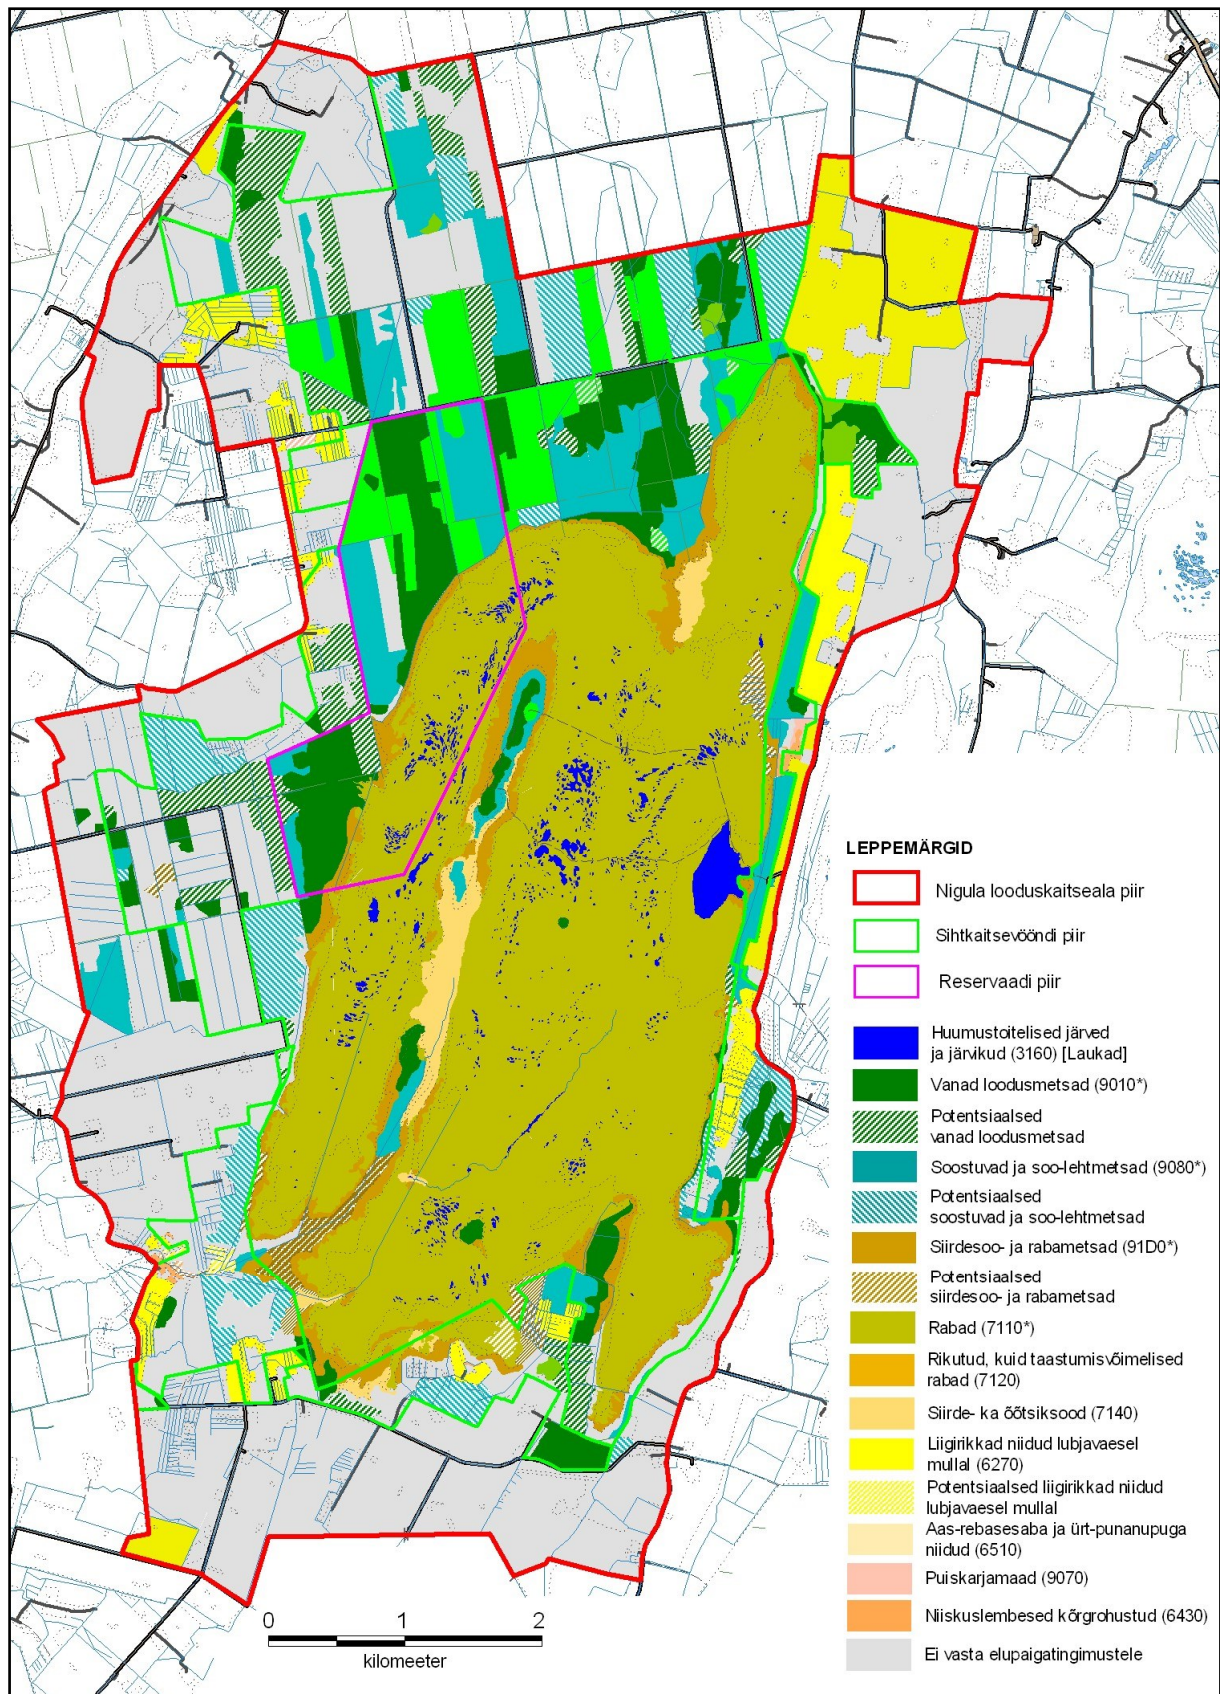 LEPPEMÄRGID
Nigula looduskaitseala piir
Sihtkaitsevööndi piir
Reservaadi piir
Huumustoitelised järved
ja järvikud (3160) [Laukad]
Vanad loodusmetsad (9010*)
Potentsiaalsed
vanad loodusmetsad
Soostuvad ja soo-lehtmetsad (9080*)
Potentsiaalsed
soostuvad ja soo-lehtmetsad
Siirdesoo- ja rabametsad (91D0*)
Potentsiaalsed
siirdesoo- ja rabametsad
Rabad (7110*)
Rikutud, kuid taastumisvõimelised
rabad (7120)
Siirde- ka õõtsiksood (7140)
Liigirikkad niidud lubjavaesel
mullal (6270)
Potentsiaalsed liigirikkad niidud
lubjavaesel mullal
Aas-rebasesaba ja ürt-punanupuga
niidud (6510)
Puiskarjamaad (9070)
Niiskuslembesed kõrgrohustud (6430)
Ei vasta elupaigatingimustele
0 1 2
kilomeeter